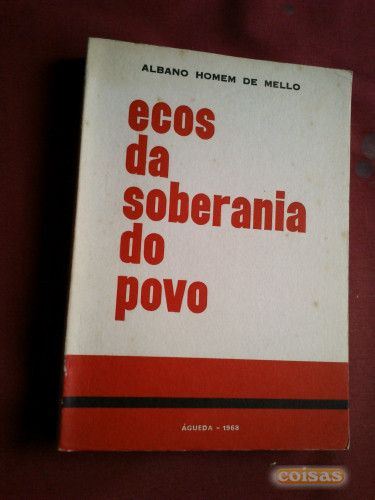 ALBANO HOMEM DE MELLO
ecos
da
soberania
do
povo
ÁGUEDA - 1968
coisas